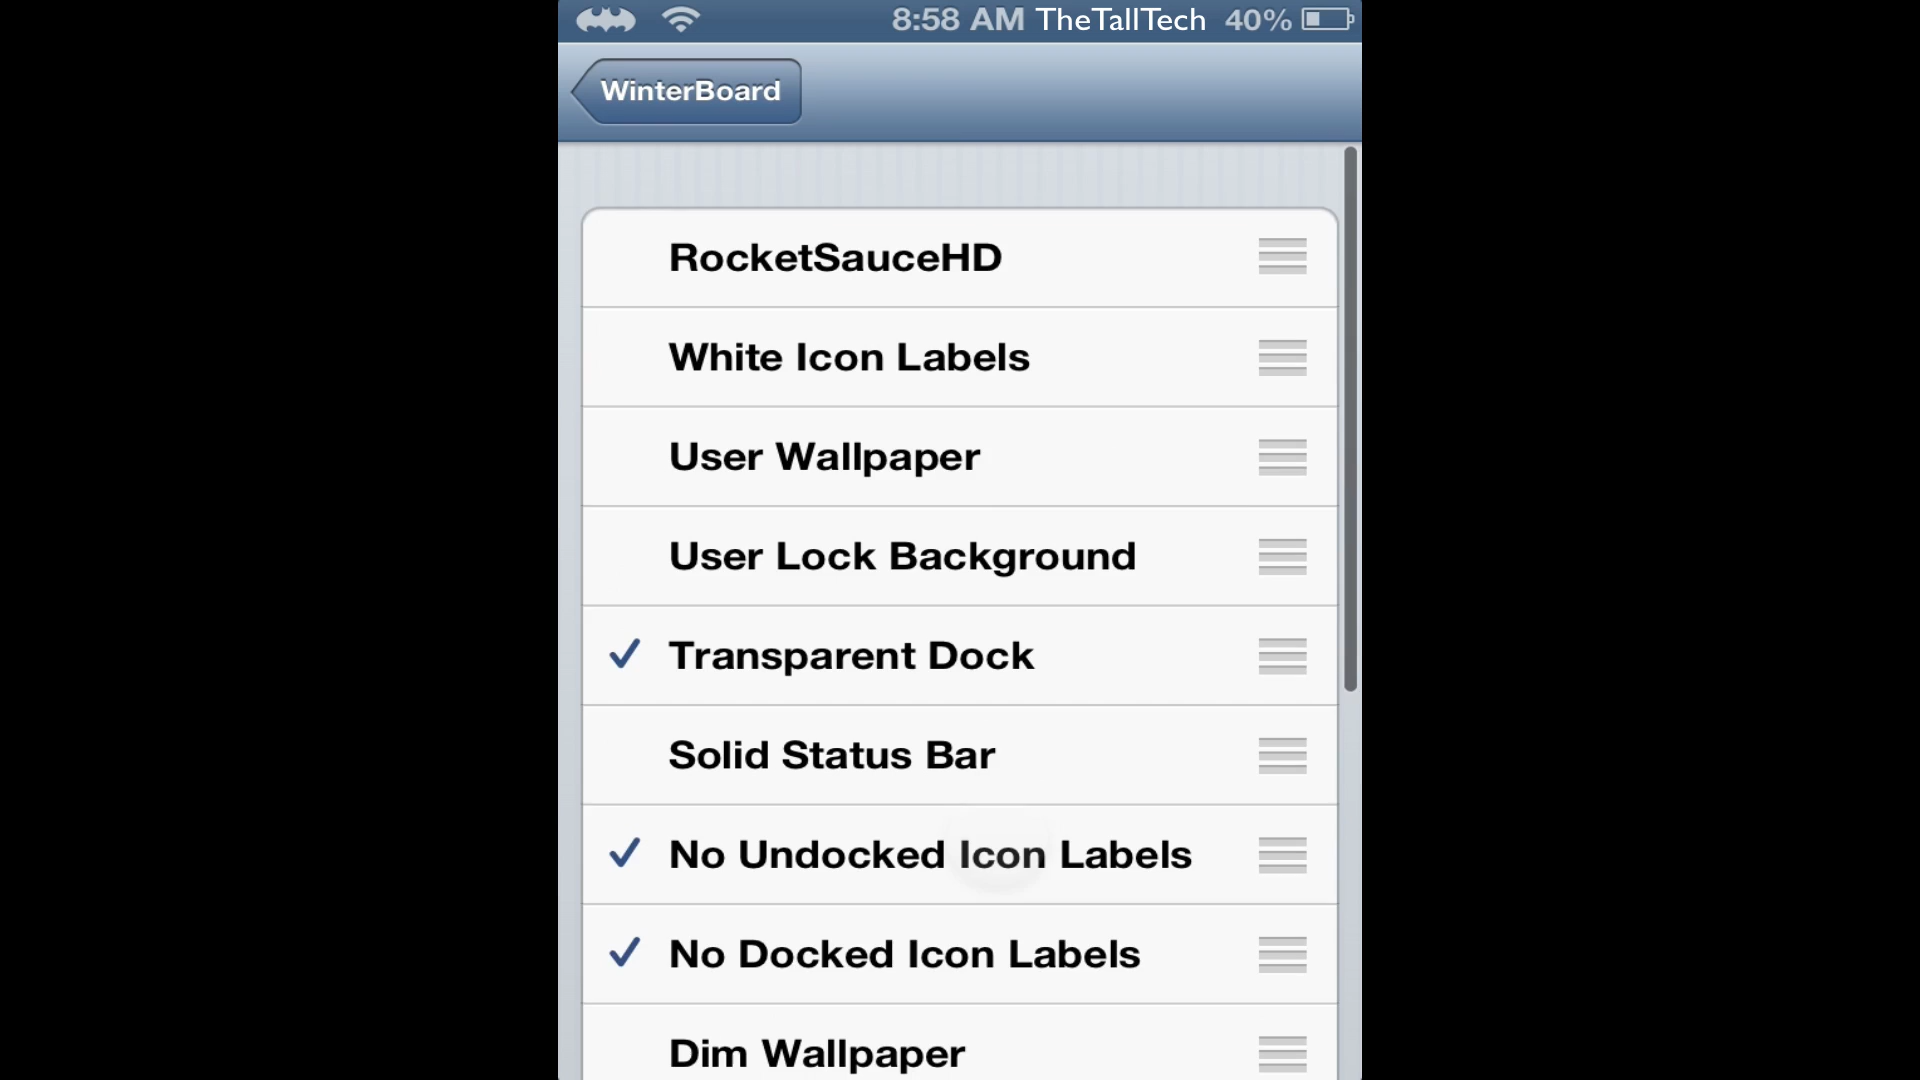 8:58 AM TheTallTech 40%
WinterBoard
RocketSauceHD
White Icon Labels
User Wallpaper
User Lock Background
Transparent Dock
Solid Status Bar
No Undocked Icon Labels
No Docked Icon Labels
Dim Wallpaper